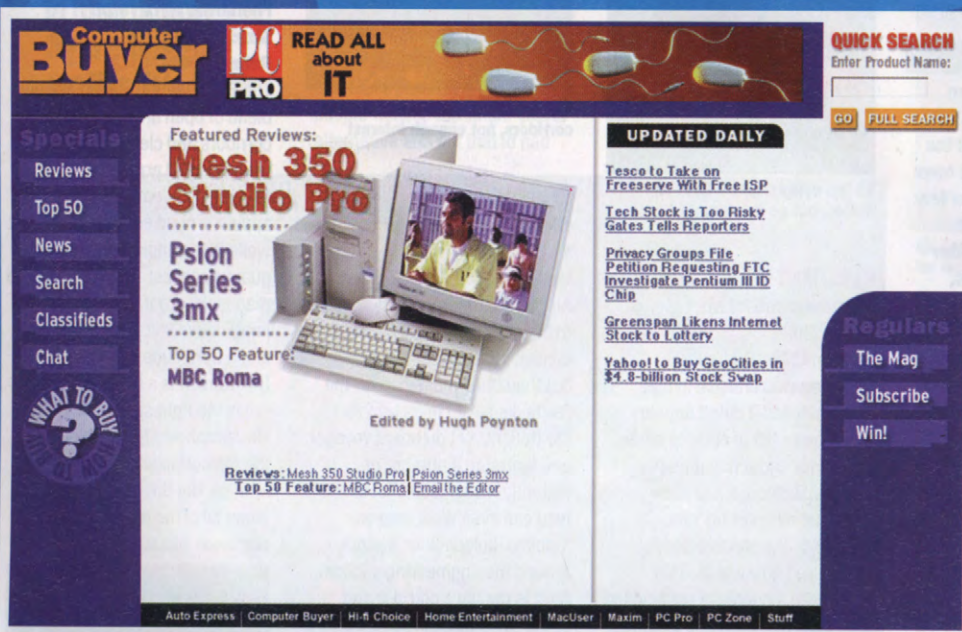 Computer
Buyer
PC
PRO
READ ALL
about
IT
QUICK SEARCH
Enter Product Name:
GO
FULL SEARCH
Specials
Reviews
Top 50
News
Search
Classifieds
Chat
WHAT TO BUY
HOW TO BUY
?
Featured Reviews:
Mesh 350
Studio Pro
Psion
Series
3mx
Top 50 Feature:
MBC Roma
Edited by Hugh Poynton
Reviews: Mesh 350 Studio Pro | Psion Series 3mx
Top 50 Feature: MBC Roma | Email the Editor
UPDATED DAILY
Tesco to Take on
Freeserve With Free ISP
Tech Stock is Too Risky
Gates Tells Reporters
Privacy Groups File
Petition Requesting FTC
Investigate Pentium III ID
Chip
Greenspan Likens Internet
Stock to Lottery
Yahoo! to Buy GeoCities in
$4.8-billion Stock Swap
Regulars
The Mag
Subscribe
Win!
Auto Express | Computer Buyer | Hi-fi Choice | Home Entertainment | MacUser | Maxim | PC Pro | PC Zone | Stuff